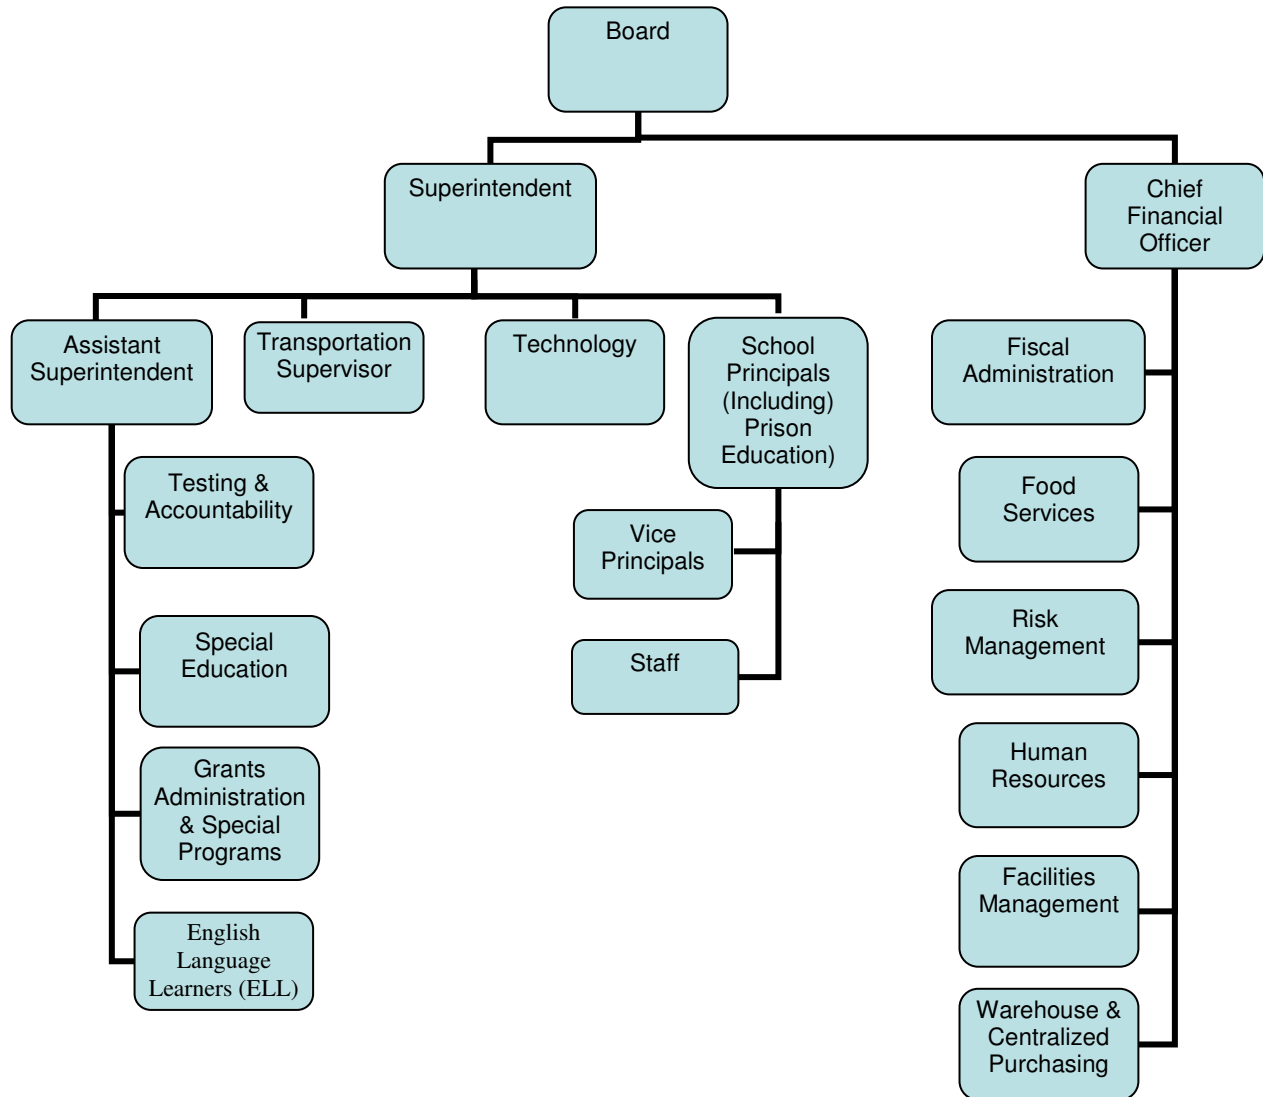 Board
Superintendent
Chief
Financial
Officer
Assistant
Superintendent
Transportation
Supervisor
Technology
School
Principals
(Including)
Prison
Education)
Fiscal
Administration
Testing &
Accountability
Vice
Principals
Food
Services
Special
Education
Staff
Risk
Management
Grants
Administration
& Special
Programs
Human
Resources
English
Language
Learners (ELL)
Facilities
Management
Warehouse &
Centralized
Purchasing